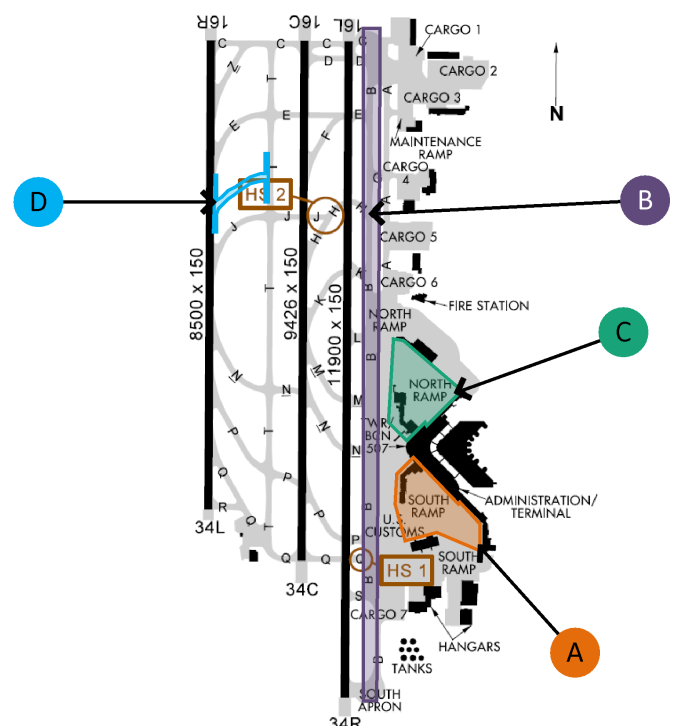 16R
16C
16L
C
C
C
C
CARGO 1
D
D
CARGO 2
Z
T
B
A
CARGO 3
E
E
F
E
N
MAINTENANCE
RAMP
CARGO
4
D
HS 2
B
J
J
J
H
H
H
A
CARGO 5
8500 x 150
9426 x 150
11900 x 150
T
K
K
B
A
CARGO 6
FIRE STATION
NORTH
RAMP
L
B
C
N
N
M
M
NORTH
RAMP
TWR/
BCN
507
P
T
N
N
Q
P
P
B
SOUTH
RAMP
ADMINISTRATION/
TERMINAL
R
34L
Q
T
U.S.
CUSTOMS
P
Q
Q
Q
HS 1
SOUTH
RAMP
34C
B
S
CARGO 7
A
HANGARS
B
TANKS
SOUTH
APRON
34R